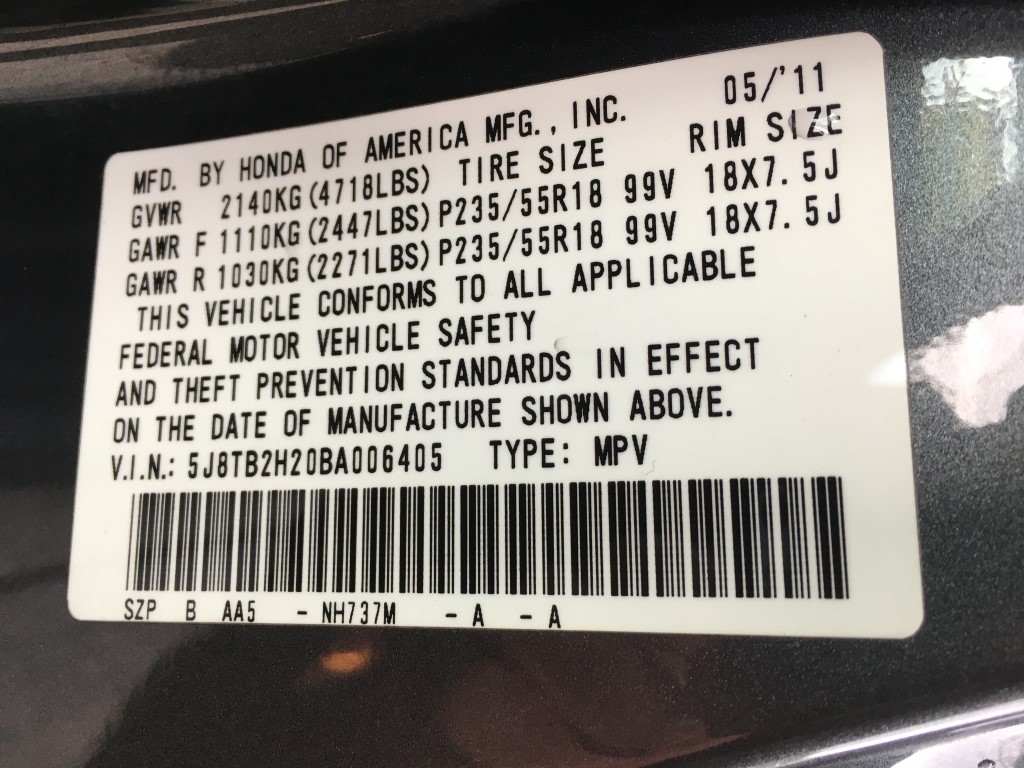 MFD. BY HONDA OF AMERICA MFG., INC. 05/'11
GVWR 2140KG (4718LBS) TIRE SIZE RIM SIZE
GAWR F 1110KG (2447LBS) P235/55R18 99V 18X7.5J
GAWR R 1030KG (2271LBS) P235/55R18 99V 18X7.5J
THIS VEHICLE CONFORMS TO ALL APPLICABLE
FEDERAL MOTOR VEHICLE SAFETY
AND THEFT PREVENTION STANDARDS IN EFFECT
ON THE DATE OF MANUFACTURE SHOWN ABOVE.
V.I.N.: 5J8TB2H20BA006405 TYPE: MPV
SZP B AA5 - NH737M - A - A